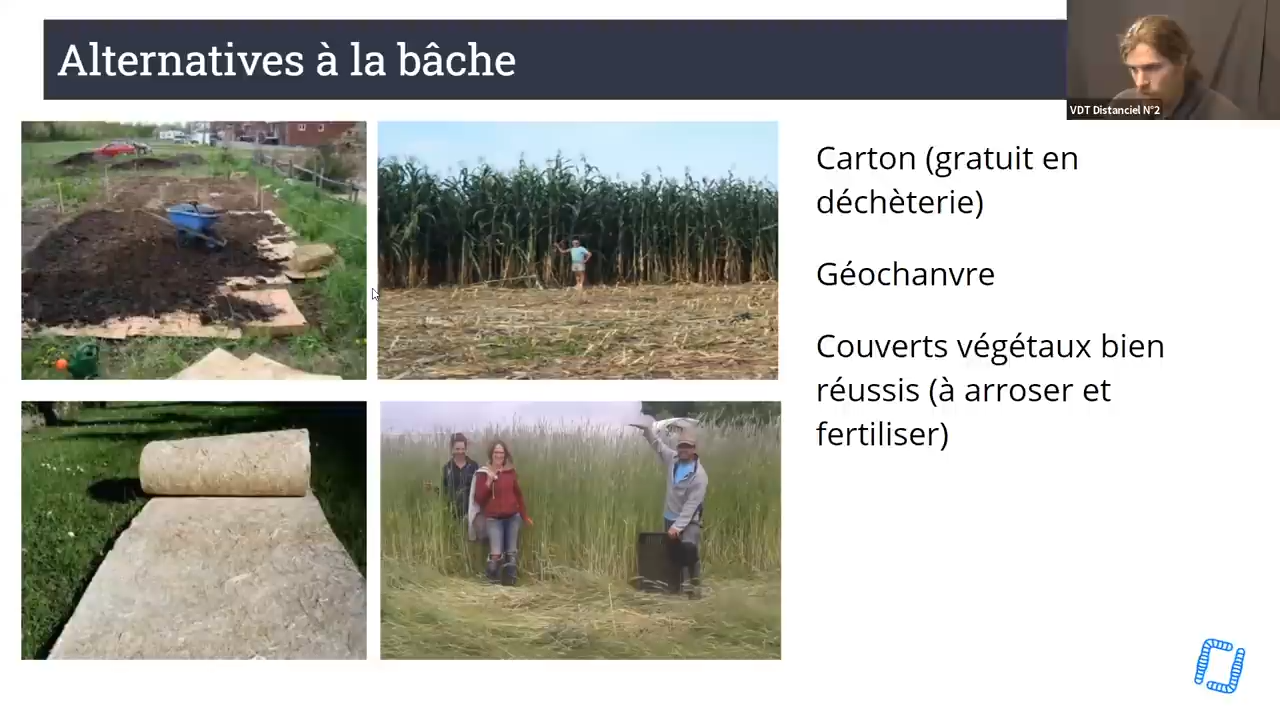 Alternatives à la bâche
VDT Distanciel N°2
Carton (gratuit en
déchèterie)
Géochanvre
Couverts végétaux bien
réussis (à arroser et
fertiliser)